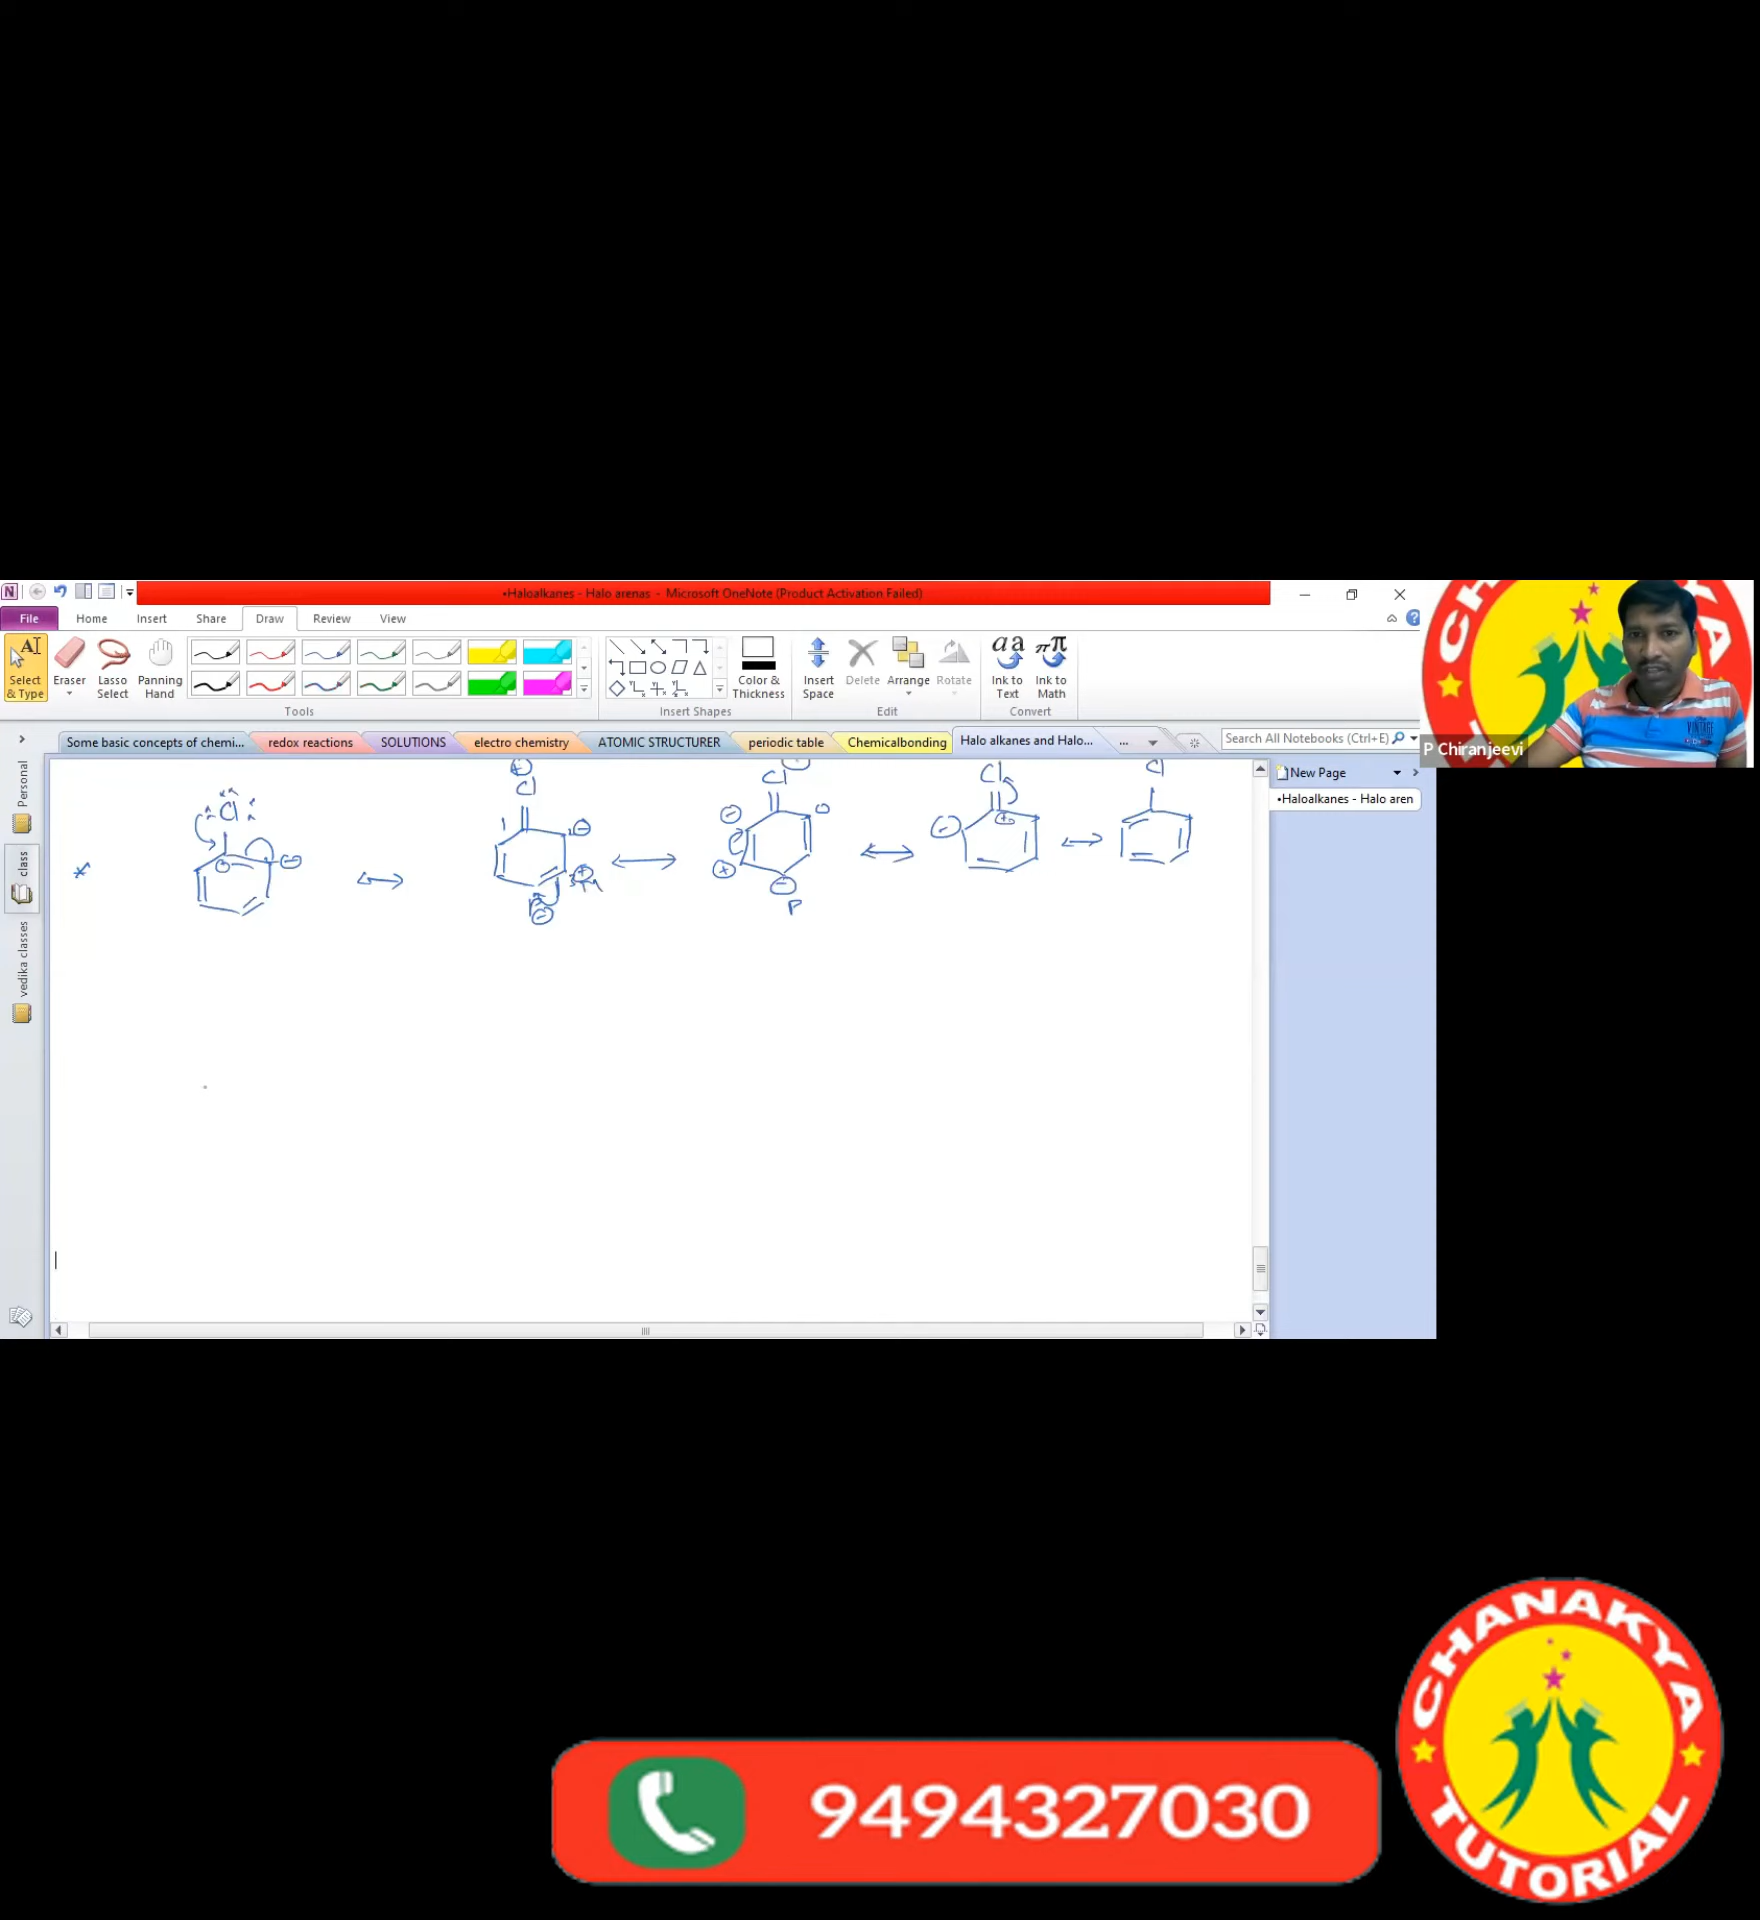 •Haloalkanes - Halo arenas - Microsoft OneNote (Product Activation Failed)
File Home Insert Share Draw Review View
Select & Type
Eraser
Lasso Select
Panning Hand
Color & Thickness
Insert Space
Delete
Arrange
Rotate
Ink to Text
Ink to Math
Tools
Insert Shapes
Edit
Convert
P Chiranjeevi
Some basic concepts of chemi...
redox reactions
SOLUTIONS
electro chemistry
ATOMIC STRUCTURER
periodic table
Chemicalbonding
Halo alkanes and Halo...
...
Search All Notebooks (Ctrl+E)
New Page
•Haloalkanes - Halo aren
Personal
class
vedika classes
Cl
Cl
Cl
Cl
Cl
P
9494327030
CHANAKYA
TUTORIAL